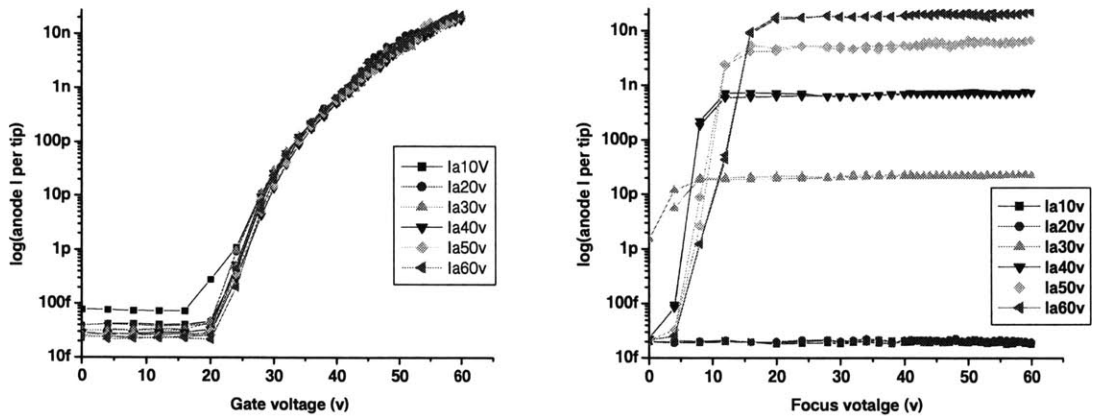 log(anode I per tip)
10n
1n
100p
10p
1p
100f
10f
0 10 20 30 40 50 60
Gate voltage (v)
Ia10V
Ia20v
Ia30v
Ia40v
Ia50v
Ia60v
log(anode I per tip)
10n
1n
100p
10p
1p
100f
10f
0 10 20 30 40 50 60
Focus votalge (v)
Ia10v
Ia20v
Ia30v
Ia40v
Ia50v
Ia60v